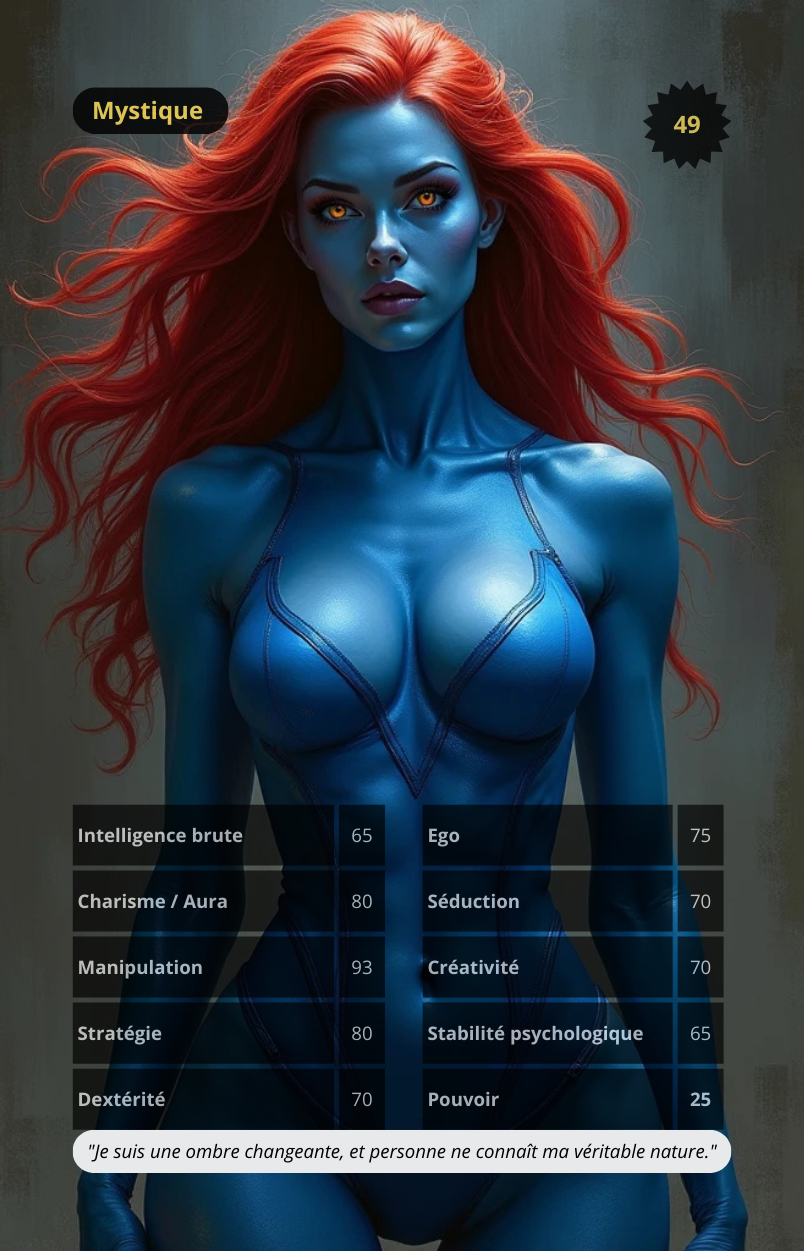 Mystique
49
Intelligence brute 65
Ego 75
Charisme / Aura 80
Séduction 70
Manipulation 93
Créativité 70
Stratégie 80
Stabilité psychologique 65
Dextérité 70
Pouvoir 25
"Je suis une ombre changeante, et personne ne connaît ma véritable nature."